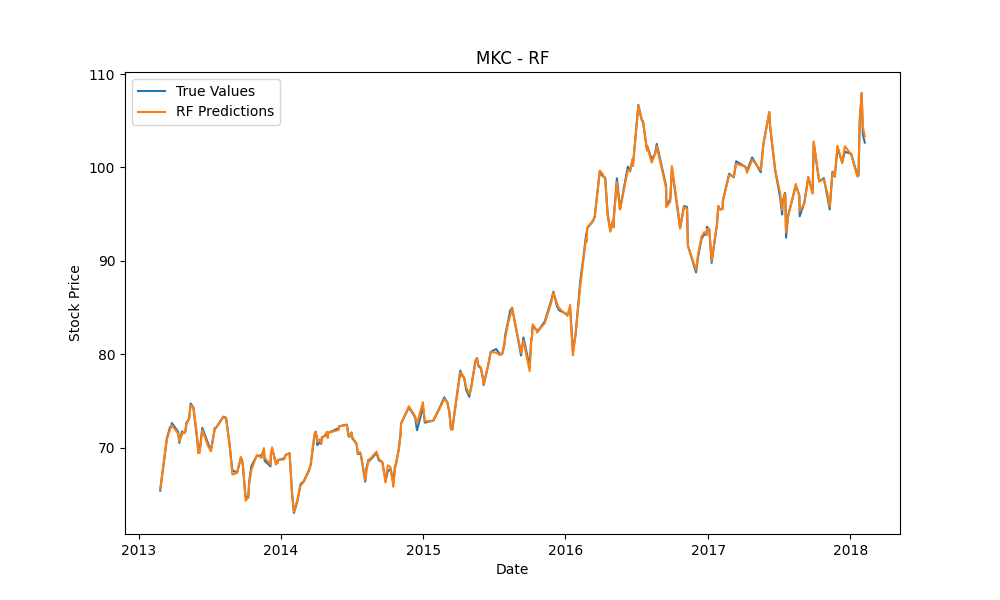 MKC - RF
True Values
RF Predictions
110
100
90
80
70
Stock Price
2013 2014 2015 2016 2017 2018
Date